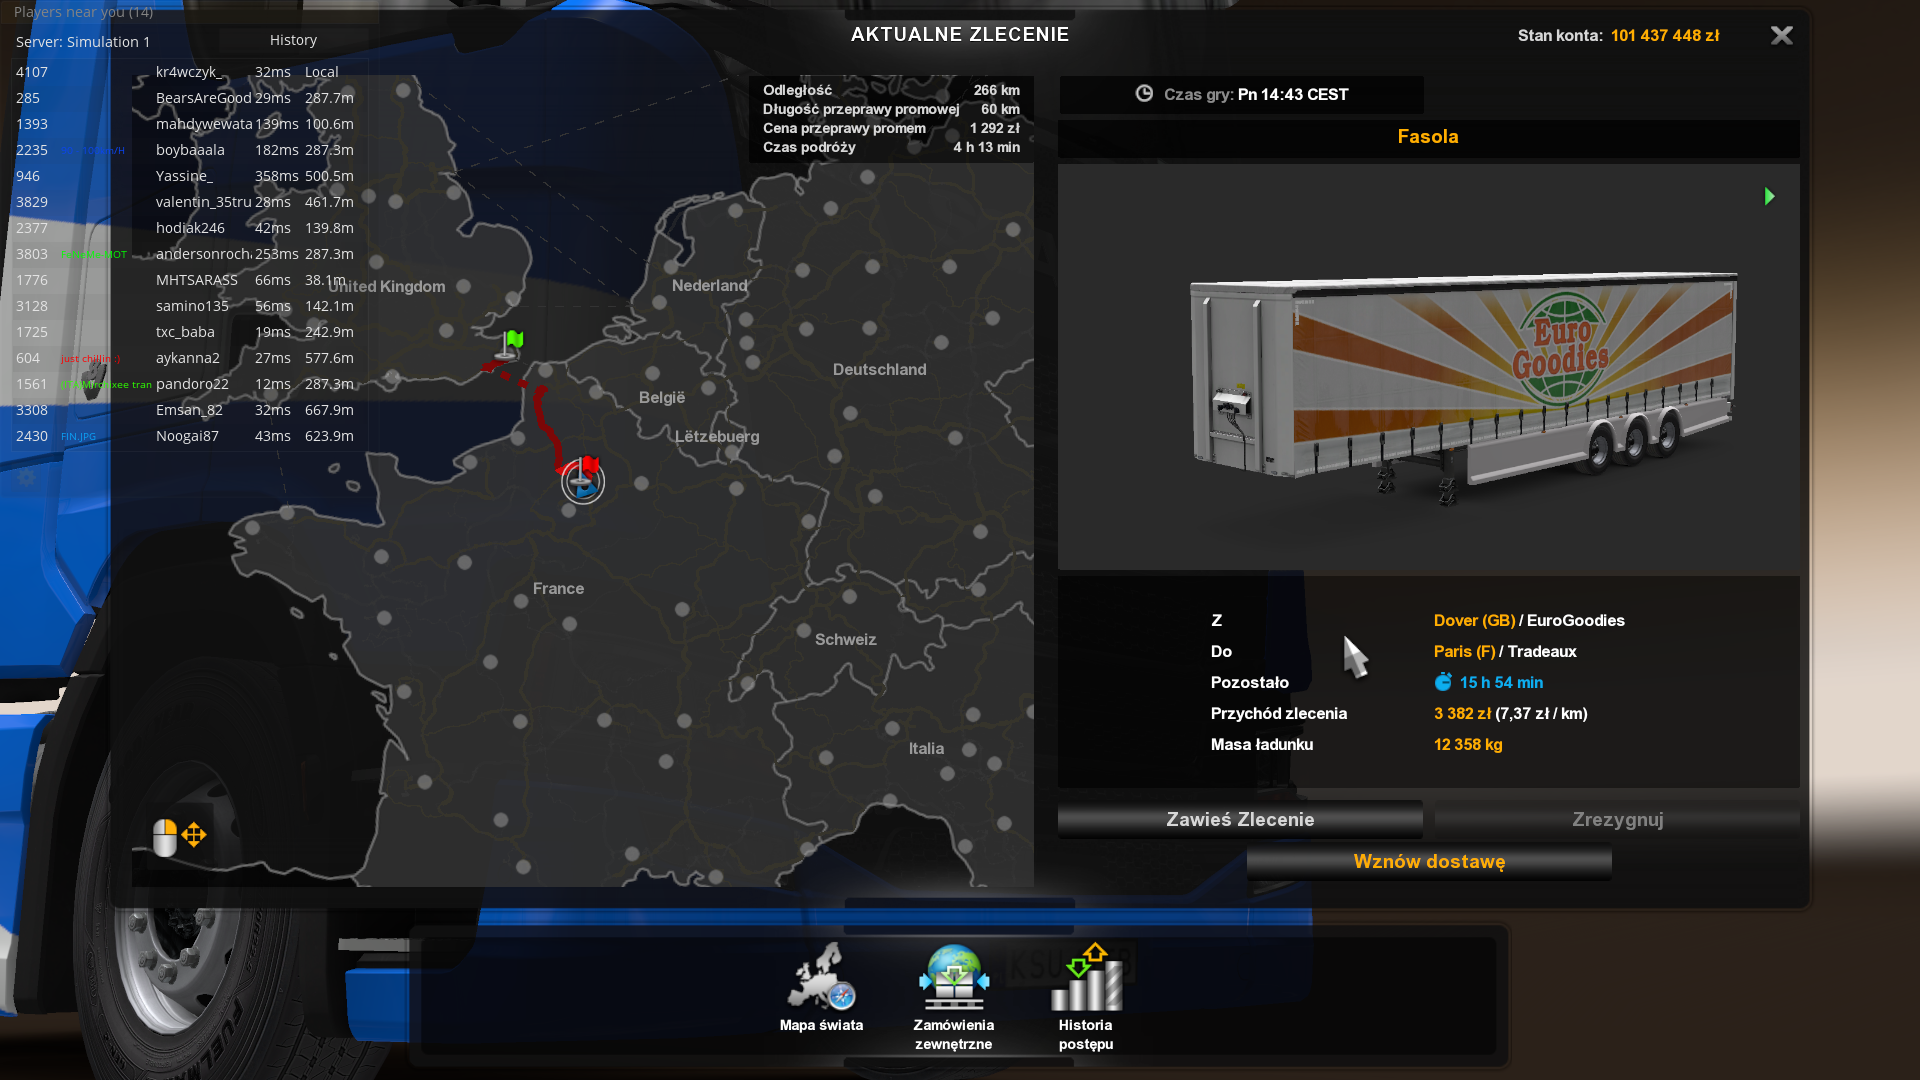 Players near you (14)
Server: Simulation 1
History
4107 kr4wczyk_ 32ms Local
285 BearsAreGood 29ms 287.7m
1393 mandywewata 139ms 100.6m
2235 boybaaala 182ms 287.3m
946 Yassine_ 358ms 500.5m
3829 valentin_35tru 28ms 461.7m
2377 hodiak246 42ms 139.8m
3803 andersonroch 253ms 287.3m
1776 MHTSARASS 66ms 38.1m
3128 samino135 56ms 142.1m
1725 txc_baba 19ms 242.9m
604 just chillin :) aykanna2 27ms 577.6m
1561 pandoro22 12ms 287.3m
3308 Emsan_82 32ms 667.9m
2430 FIN.JPG Noogai87 43ms 623.9m
AKTUALNE ZLECENIE
Stan konta: 101 437 448 zł
Odległość 266 km
Długość przeprawy promowej 60 km
Cena przeprawy promem 1 292 zł
Czas podróży 4 h 13 min
United Kingdom
Nederland
Deutschland
België
Lëtzebuerg
France
Schweiz
Italia
Czas gry: Pn 14:43 CEST
Fasola
Euro
Goodies
Z Dover (GB) / EuroGoodies
Do Paris (F) / Tradeaux
Pozostało 15 h 54 min
Przychód zlecenia 3 382 zł (7,37 zł / km)
Masa ładunku 12 358 kg
Zawieś Zlecenie
Zrezygnuj
Wznów dostawę
Mapa świata
Zamówienia
zewnętrzne
Historia
postępu